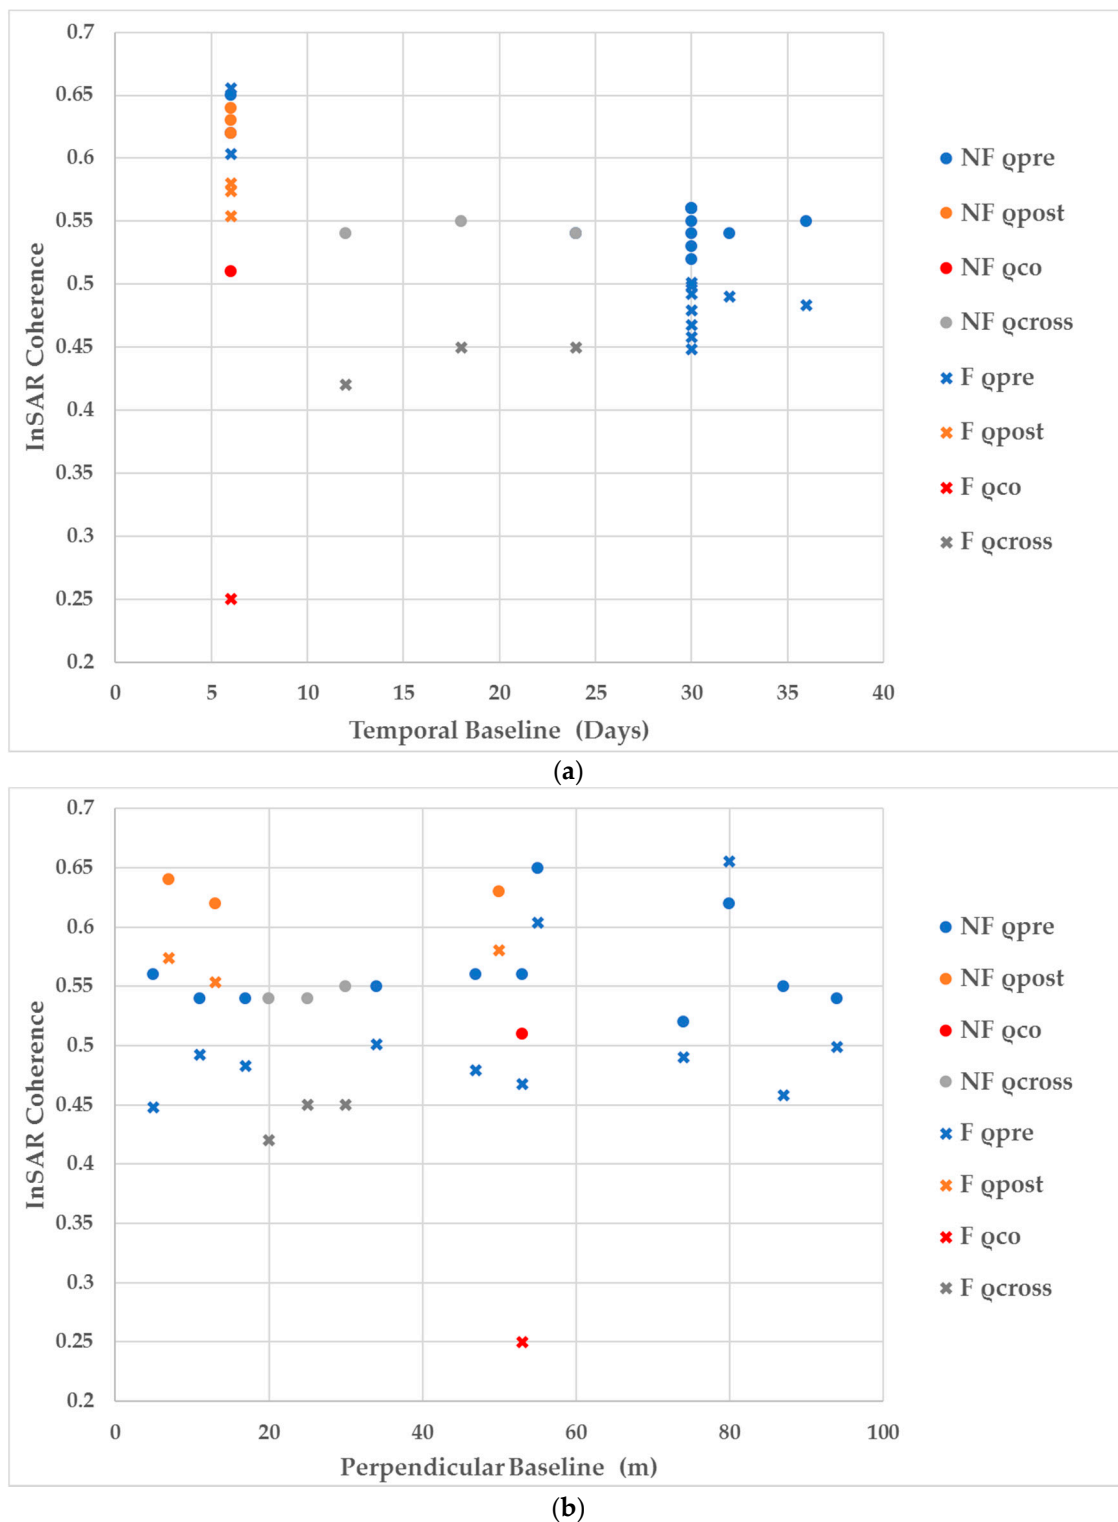 0.7
0.65
0.6
0.55
0.5
0.45
0.4
0.35
0.3
0.25
0.2
InSAR Coherence
0 5 10 15 20 25 30 35 40
Temporal Baseline (Days)
NF ϱpre
NF ϱpost
NF ϱco
NF ϱcross
F ϱpre
F ϱpost
F ϱco
F ϱcross
(a)
0.7
0.65
0.6
0.55
0.5
0.45
0.4
0.35
0.3
0.25
0.2
InSAR Coherence
0 20 40 60 80 100
Perpendicular Baseline (m)
NF ϱpre
NF ϱpost
NF ϱco
NF ϱcross
F ϱpre
F ϱpost
F ϱco
F ϱcross
(b)